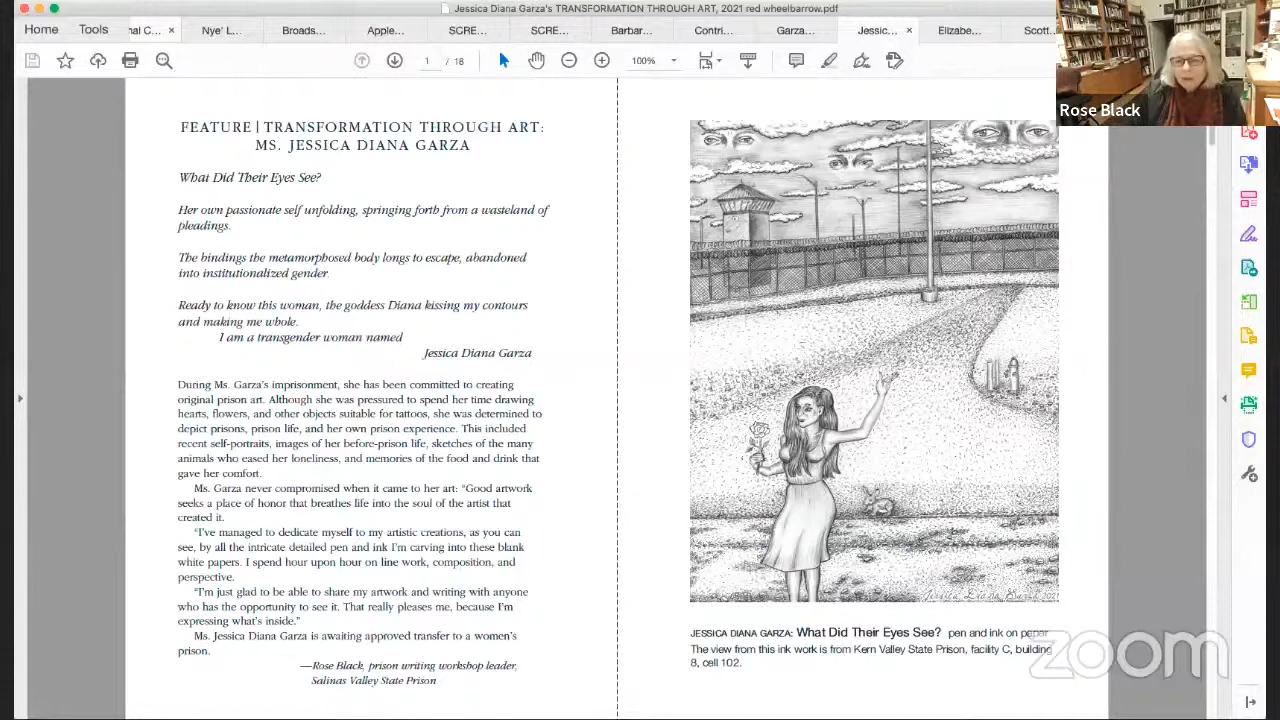 Jessica Diana Garza's TRANSFORMATION THROUGH ART, 2021 red wheelbarrow.pdf
Home
Tools
nal C...
Nye' L...
Broads...
Apple...
SCRE...
SCRE...
Barbar...
Contri...
Garza...
Jessic...
Elizabe...
Scott...
1 / 18
100%
Rose Black
FEATURE | TRANSFORMATION THROUGH ART:
MS. JESSICA DIANA GARZA
What Did Their Eyes See?
Her own passionate self unfolding, springing forth from a wasteland of
pleadings.
The bindings the metamorphosed body longs to escape, abandoned
into institutionalized gender.
Ready to know this woman, the goddess Diana kissing my contours
and making me whole.
I am a transgender woman named
Jessica Diana Garza
During Ms. Garza's imprisonment, she has been committed to creating
original prison art. Although she was pressured to spend her time drawing
hearts, flowers, and other objects suitable for tattoos, she was determined to
depict prisons, prison life, and her own prison experience. This included
recent self-portraits, images of her before-prison life, sketches of the many
animals who eased her loneliness, and memories of the food and drink that
gave her comfort.
Ms. Garza never compromised when it came to her art: "Good artwork
seeks a place of honor that breathes life into the soul of the artist that
created it.
"I've managed to dedicate myself to my artistic creations, as you can
see, by all the intricate detailed pen and ink I'm carving into these blank
white papers. I spend hour upon hour on line work, composition, and
perspective.
"I'm just glad to be able to share my artwork and writing with anyone
who has the opportunity to see it. That really pleases me, because I'm
expressing what's inside."
Ms. Jessica Diana Garza is awaiting approved transfer to a women's
prison.
—Rose Black, prison writing workshop leader,
Salinas Valley State Prison
Jessica Diana Garza
JESSICA DIANA GARZA: What Did Their Eyes See? pen and ink on paper
The view from this ink work is from Kern Valley State Prison, facility C, building
8, cell 102.
zoom